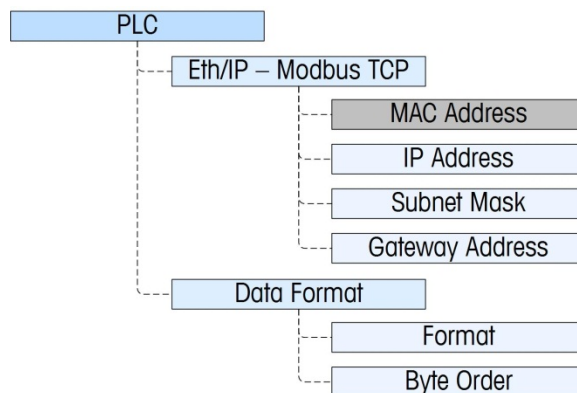 PLC
Eth/IP – Modbus TCP
MAC Address
IP Address
Subnet Mask
Gateway Address
Data Format
Format
Byte Order